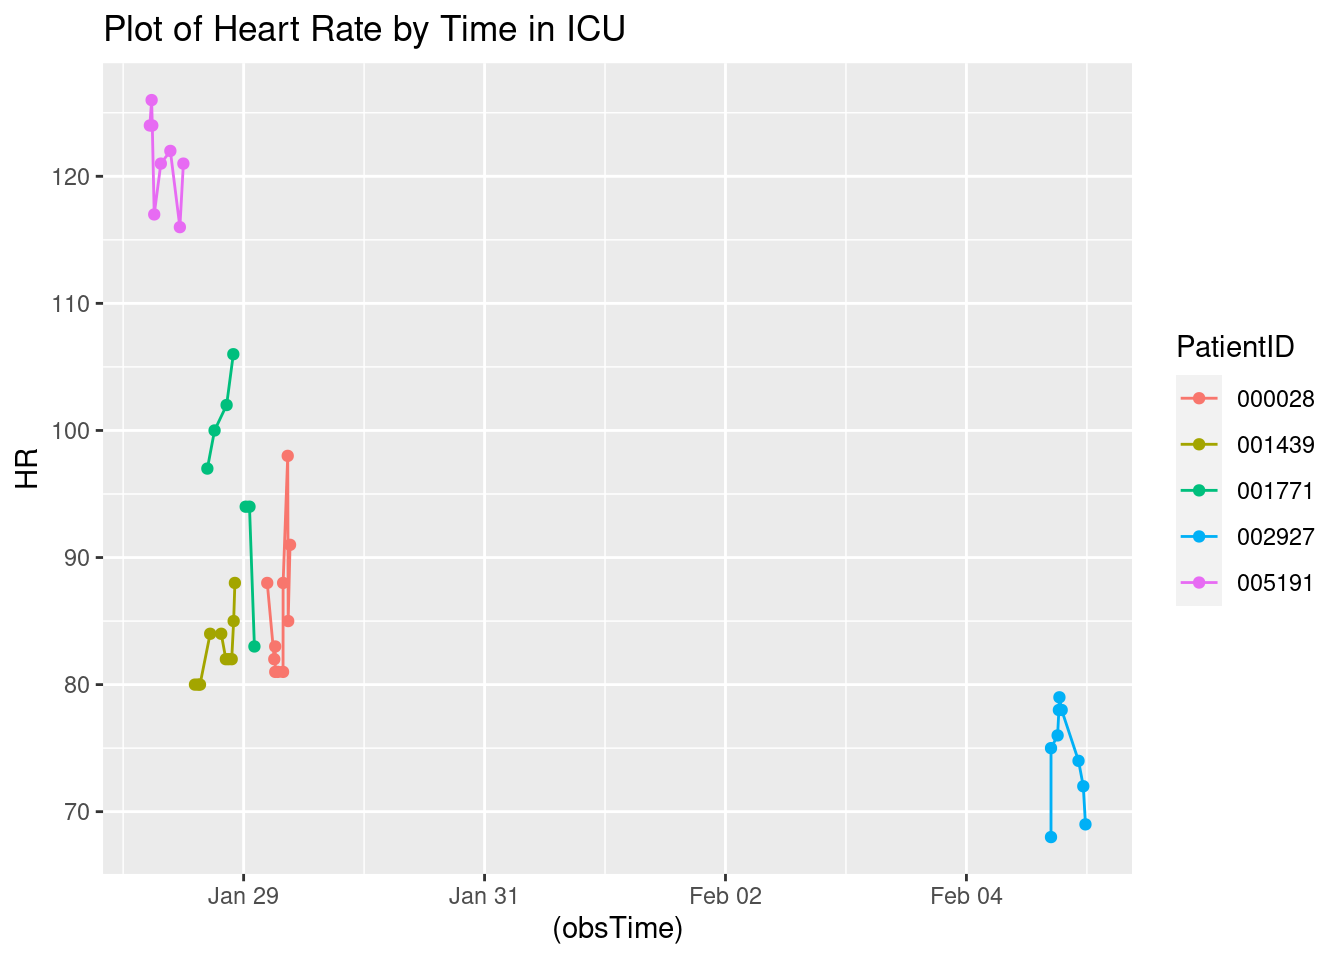 Plot of Heart Rate by Time in ICU
120
110
100
90
80
70
HR
Jan 29
Jan 31
Feb 02
Feb 04
(obsTime)
PatientID
000028
001439
001771
002927
005191